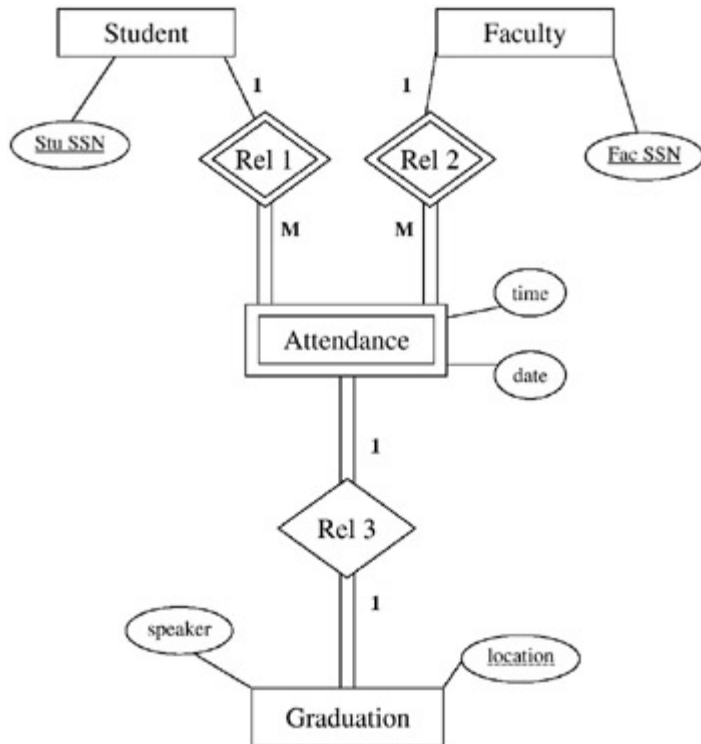 Student
Faculty
1
1
Stu SSN
Rel 1
Rel 2
Fac SSN
M
M
time
Attendance
date
1
Rel 3
1
speaker
location
Graduation